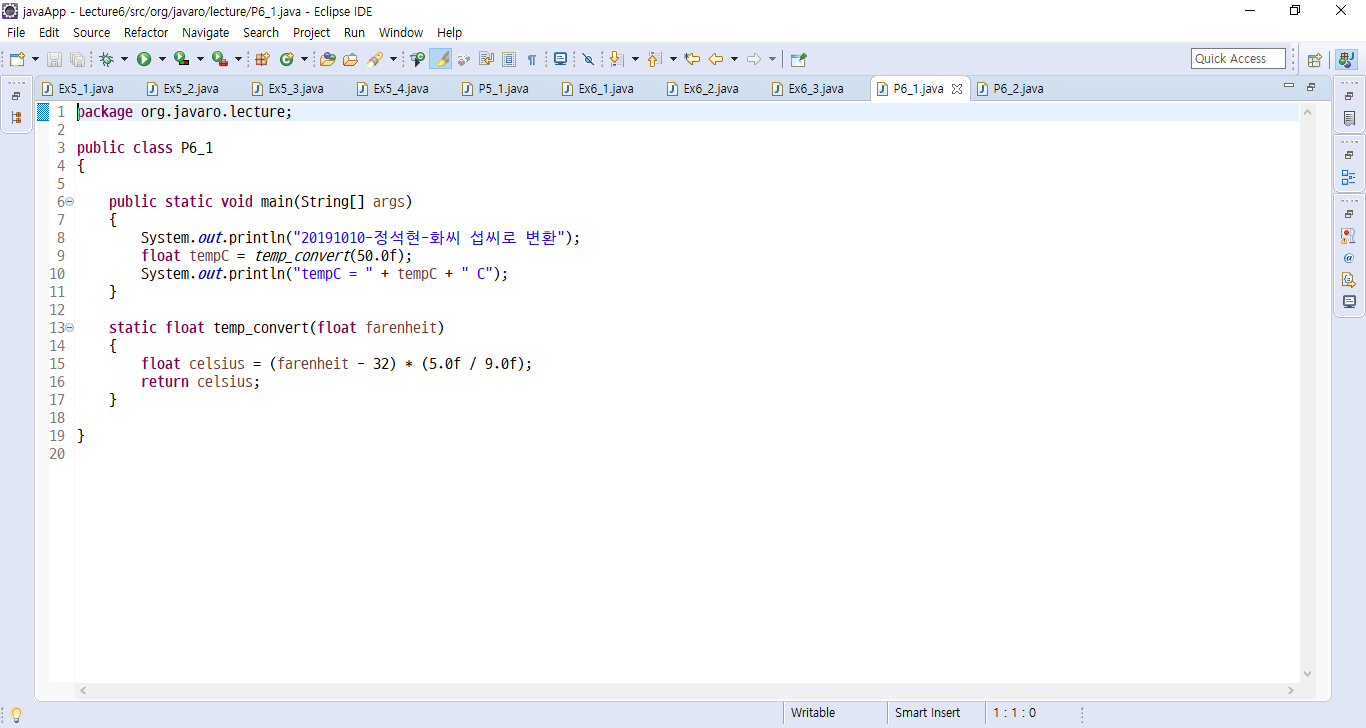 javaApp - Lecture6/src/org/javaro/lecture/P6_1.java - Eclipse IDE
File Edit Source Refactor Navigate Search Project Run Window Help
Quick Access
Ex5_1.java Ex5_2.java Ex5_3.java Ex5_4.java P5_1.java Ex6_1.java Ex6_2.java Ex6_3.java P6_1.java P6_2.java
1 package org.javaro.lecture;
2
3 public class P6_1
4 {
5
6 public static void main(String[] args)
7 {
8 System.out.println("20191010-정석현-화씨 섭씨로 변환");
9 float tempC = temp_convert(50.0f);
10 System.out.println("tempC = " + tempC + " C");
11 }
12
13 static float temp_convert(float farenheit)
14 {
15 float celsius = (farenheit - 32) * (5.0f / 9.0f);
16 return celsius;
17 }
18
19 }
20
Writable Smart Insert 1 : 1 : 0